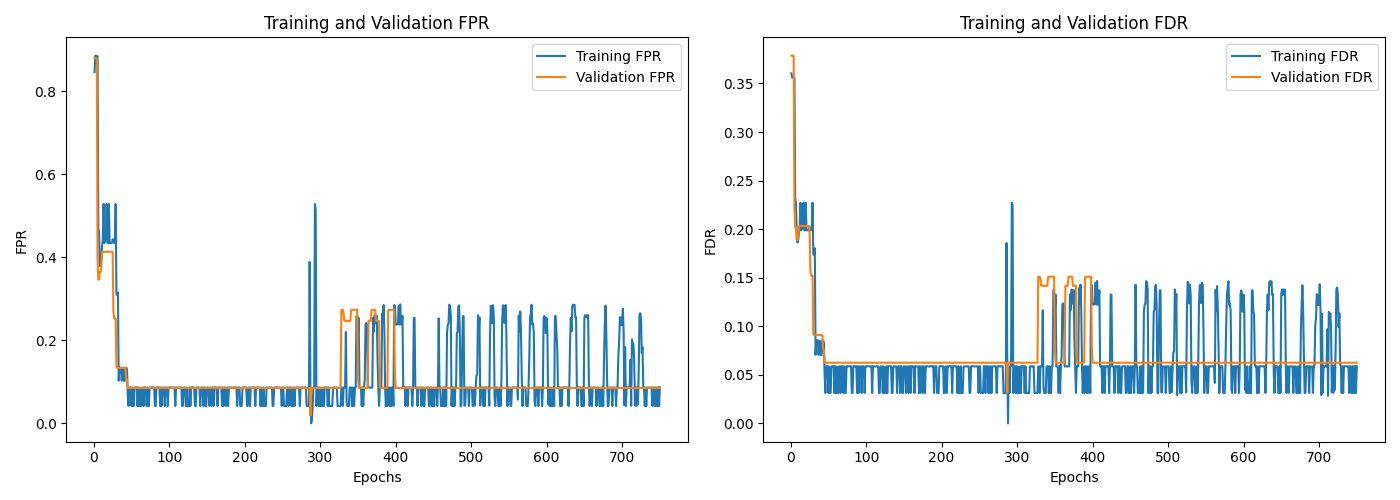 Training and Validation FPR
Training FPR
Validation FPR
0.8
0.6
0.4
0.2
0.0
FPR
0 100 200 300 400 500 600 700
Epochs
Training and Validation FDR
Training FDR
Validation FDR
0.35
0.30
0.25
0.20
0.15
0.10
0.05
0.00
FDR
0 100 200 300 400 500 600 700
Epochs